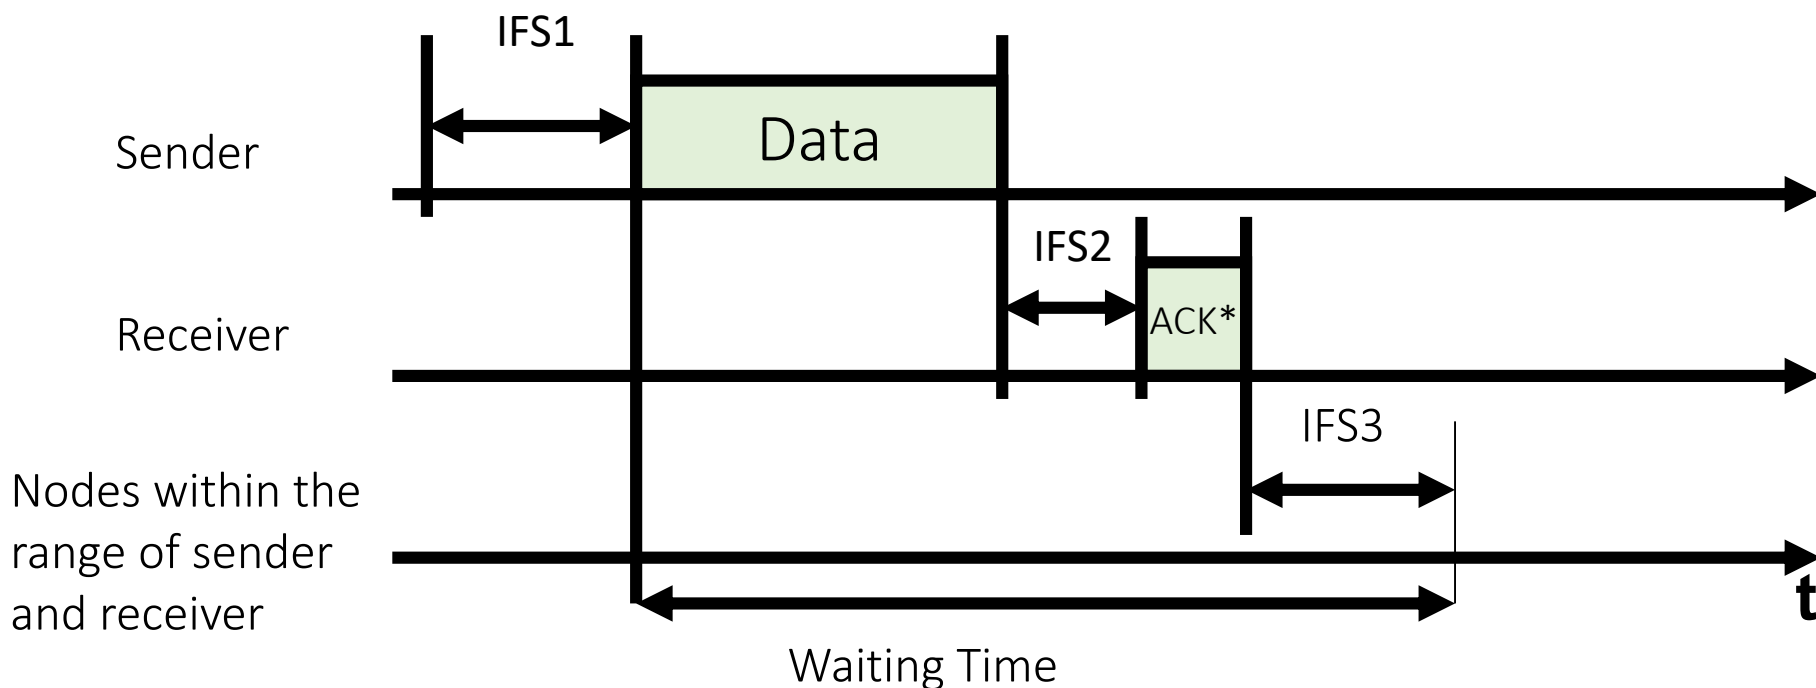 IFS1
Data
Sender
IFS2
ACK*
Receiver
IFS3
Nodes within the
range of sender
and receiver
t
Waiting Time